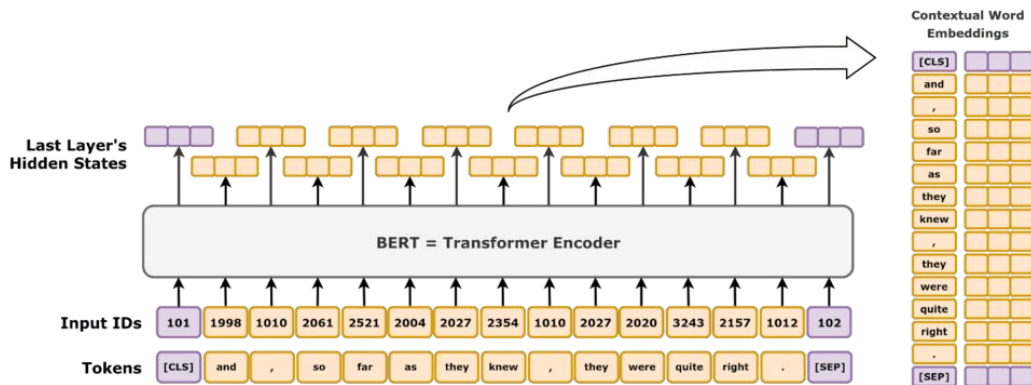 Contextual Word
Embeddings
[CLS]
and
,
so
far
as
they
knew
,
they
were
quite
right
.
[SEP]
Last Layer's
Hidden States
BERT = Transformer Encoder
Input IDs 101 1998 1010 2061 2521 2004 2027 2354 1010 2027 2020 3243 2157 1012 102
Tokens [CLS] and , so far as they knew , they were quite right . [SEP]